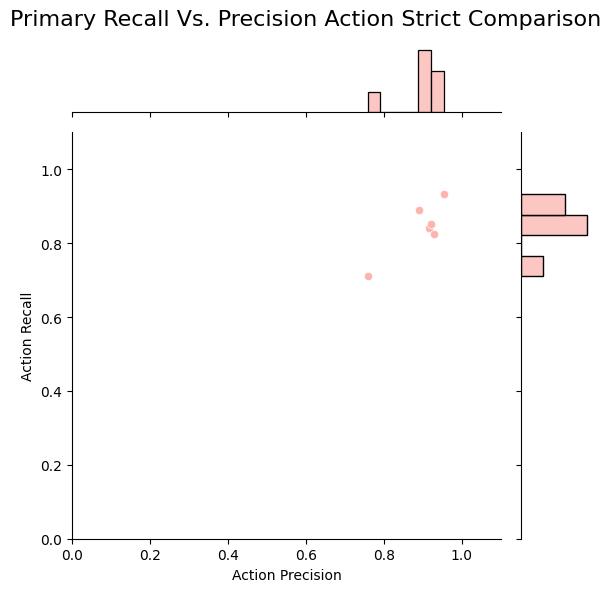 Primary Recall Vs. Precision Action Strict Comparison
1.0
0.8
0.6
0.4
0.2
0.0
Action Recall
0.0 0.2 0.4 0.6 0.8 1.0
Action Precision